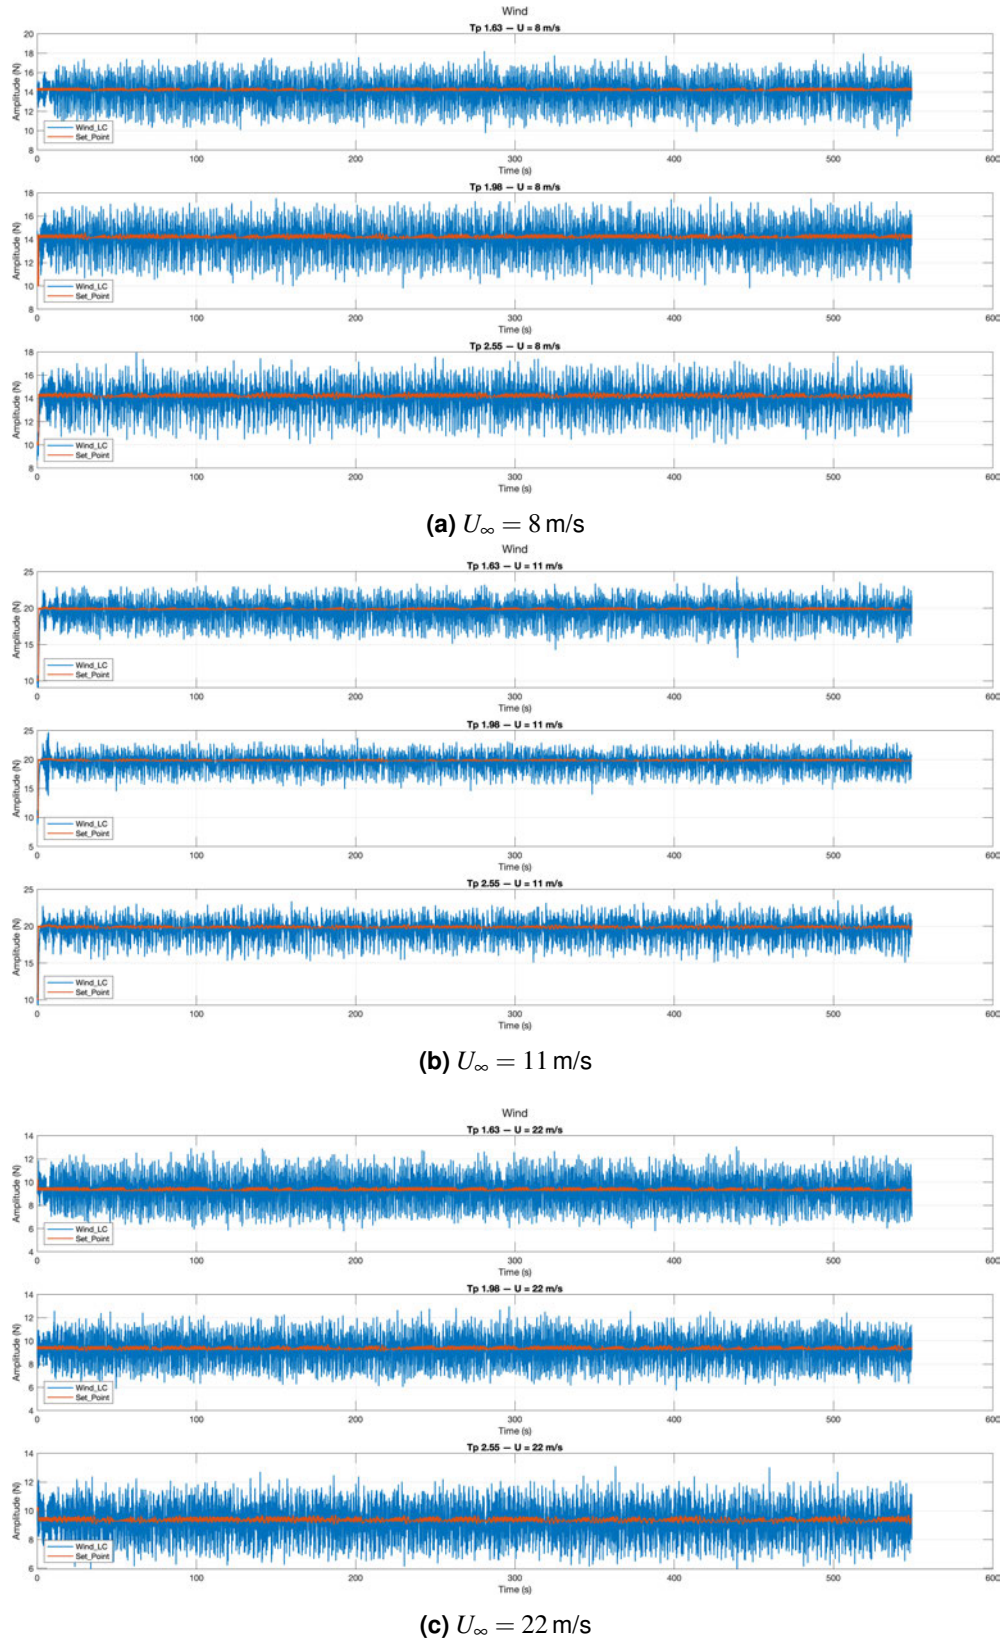 Wind
Tp 1.63 — U = 8 m/s
Amplitude (N)
20
18
16
14
12
10
8
Wind_LC
Set_Point
0 100 200 300 400 500 600
Time (s)
Tp 1.98 — U = 8 m/s
Amplitude (N)
18
16
14
12
10
8
Wind_LC
Set_Point
0 100 200 300 400 500 600
Time (s)
Tp 2.55 — U = 8 m/s
Amplitude (N)
18
16
14
12
10
8
Wind_LC
Set_Point
0 100 200 300 400 500 600
Time (s)
(a) U∞ = 8 m/s
Wind
Tp 1.63 — U = 11 m/s
Amplitude (N)
25
20
15
10
Wind_LC
Set_Point
0 100 200 300 400 500 600
Time (s)
Tp 1.98 — U = 11 m/s
Amplitude (N)
25
20
15
10
5
Wind_LC
Set_Point
0 100 200 300 400 500 600
Time (s)
Tp 2.55 — U = 11 m/s
Amplitude (N)
25
20
15
10
Wind_LC
Set_Point
0 100 200 300 400 500 600
Time (s)
(b) U∞ = 11 m/s
Wind
Tp 1.63 — U = 22 m/s
Amplitude (N)
14
12
10
8
6
4
Wind_LC
Set_Point
0 100 200 300 400 500 600
Time (s)
Tp 1.98 — U = 22 m/s
Amplitude (N)
14
12
10
8
6
4
Wind_LC
Set_Point
0 100 200 300 400 500 600
Time (s)
Tp 2.55 — U = 22 m/s
Amplitude (N)
14
12
10
8
6
Wind_LC
Set_Point
0 100 200 300 400 500 600
Time (s)
(c) U∞ = 22 m/s